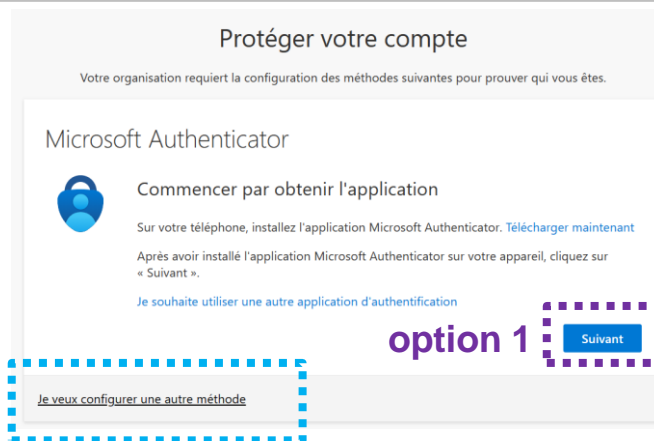 Protéger votre compte
Votre organisation requiert la configuration des méthodes suivantes pour prouver qui vous êtes.
Microsoft Authenticator
Commencer par obtenir l'application
Sur votre téléphone, installez l'application Microsoft Authenticator. Télécharger maintenant
Après avoir installé l'application Microsoft Authenticator sur votre appareil, cliquez sur
« Suivant ».
Je souhaite utiliser une autre application d'authentification
option 1
Suivant
Je veux configurer une autre méthode